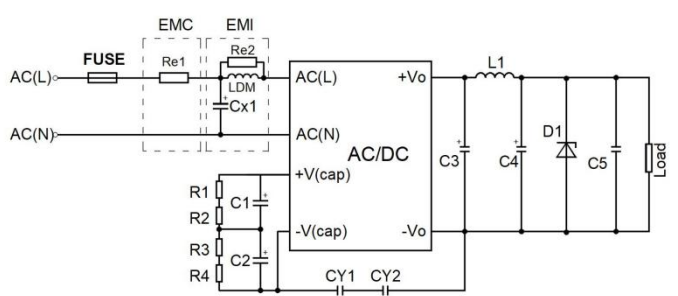 EMC EMI
FUSE Re1 Re2
AC(L) LDM AC(L) +Vo L1
Cx1
AC(N) AC(N)
AC/DC C3 C4 D1 C5 Load
+V(cap)
R1 C1
R2
-V(cap) -Vo
R3 C2
R4
CY1 CY2